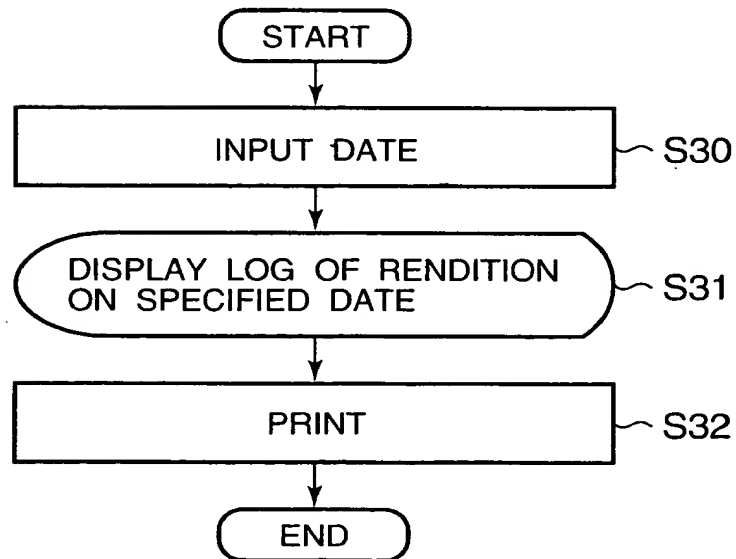 START
INPUT DATE
S30
DISPLAY LOG OF RENDITION
ON SPECIFIED DATE
S31
PRINT
S32
END